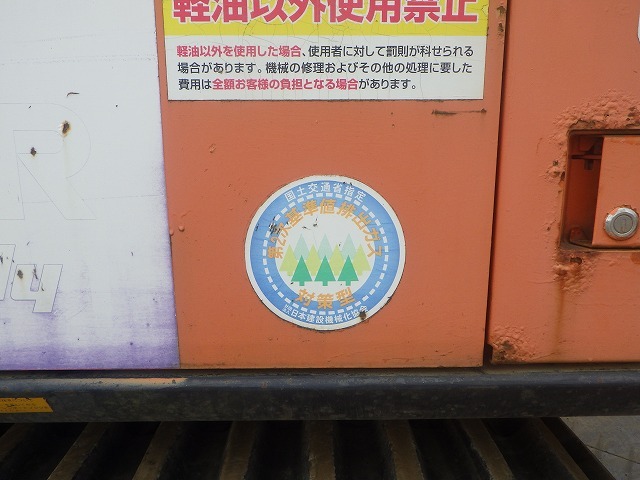 軽油以外使用禁止
軽油以外を使用した場合、使用者に対して罰則が科せられる
場合があります。機械の修理およびその他の処理に要した
費用は全額お客様の負担となる場合があります。
国土交通省指定
第2次基準値 排出ガス
対策型
日本建設機械化協会
R